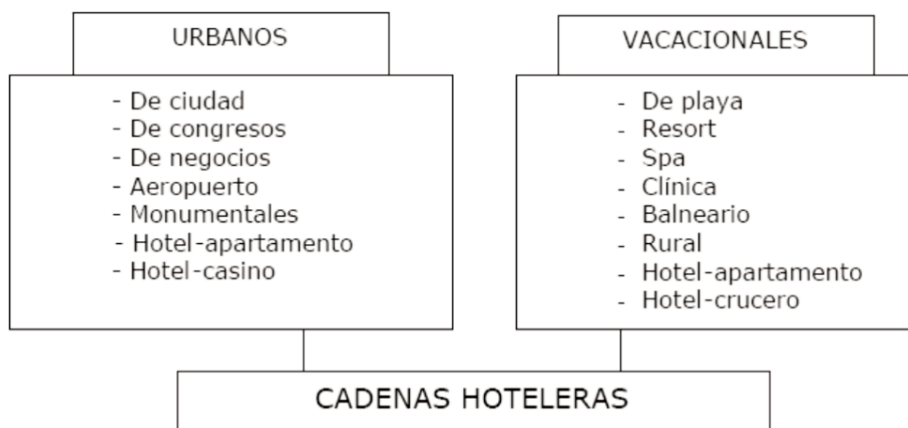 URBANOS
- De ciudad
- De congresos
- De negocios
- Aeropuerto
- Monumentales
- Hotel-apartamento
- Hotel-casino
VACACIONALES
- De playa
- Resort
- Spa
- Clínica
- Balneario
- Rural
- Hotel-apartamento
- Hotel-crucero
CADENAS HOTELERAS